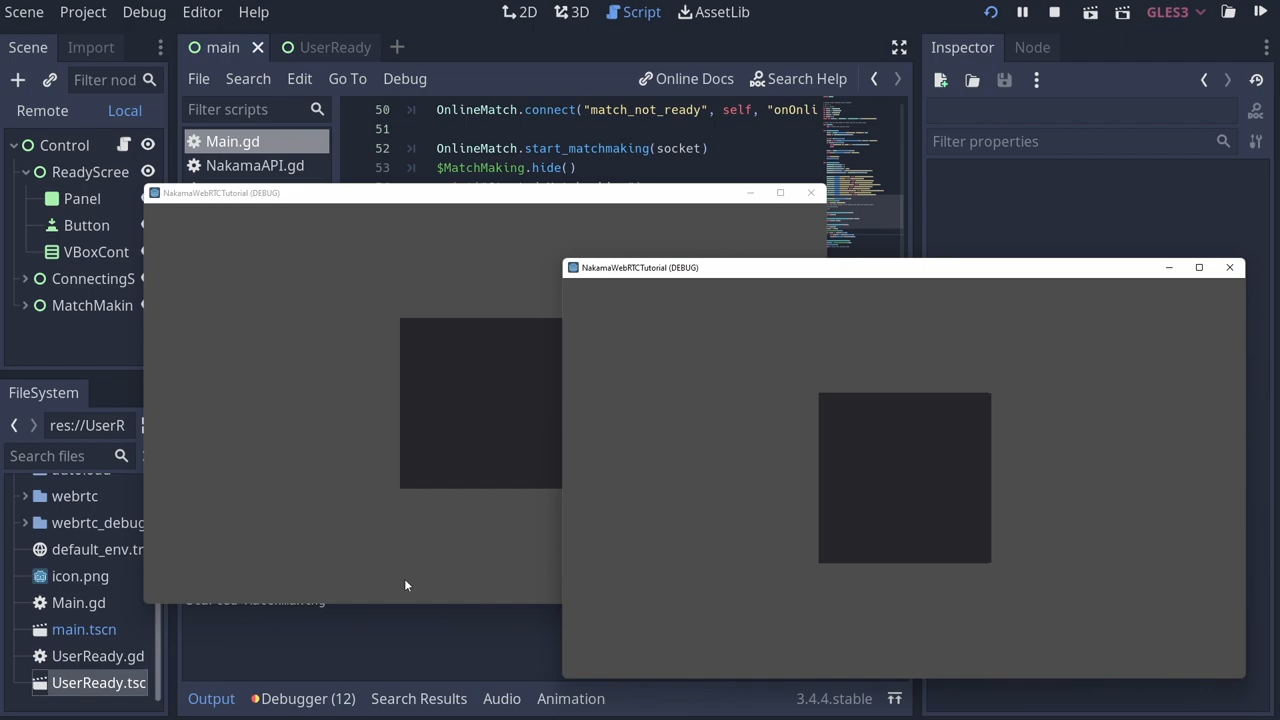 Scene Project Debug Editor Help 2D 3D Script AssetLib GLES3
Scene Import main UserReady Inspector Node
Filter nod File Search Edit Go To Debug Online Docs Search Help
Remote Local Filter scripts
50 OnlineMatch.connect("match_not_ready", self, "onOnli
51
52 OnlineMatch.start_matchmaking(socket)
53 $MatchMaking.hide()
Main.gd
NakamaAPI.gd
Filter properties
Control
ReadyScree
Panel
Button
VBoxCont
ConnectingS
MatchMakin
NakamaWebRTCTutorial (DEBUG)
NakamaWebRTCTutorial (DEBUG)
FileSystem
res://UserR
Search files
webrtc
webrtc_debug
default_env.tr
icon.png
Main.gd
main.tscn
UserReady.gd
UserReady.tsc
Output Debugger (12) Search Results Audio Animation 3.4.4.stable